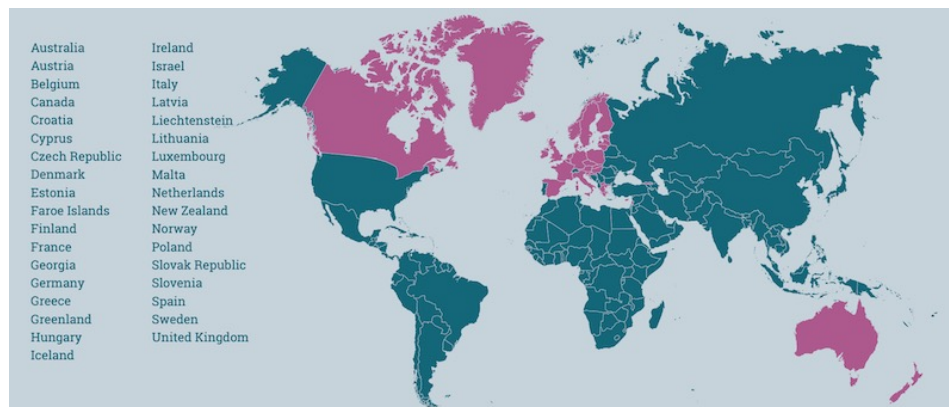 Australia
Austria
Belgium
Canada
Croatia
Cyprus
Czech Republic
Denmark
Estonia
Faroe Islands
Finland
France
Georgia
Germany
Greece
Greenland
Hungary
Iceland
Ireland
Israel
Italy
Latvia
Liechtenstein
Lithuania
Luxembourg
Malta
Netherlands
New Zealand
Norway
Poland
Slovak Republic
Slovenia
Spain
Sweden
United Kingdom